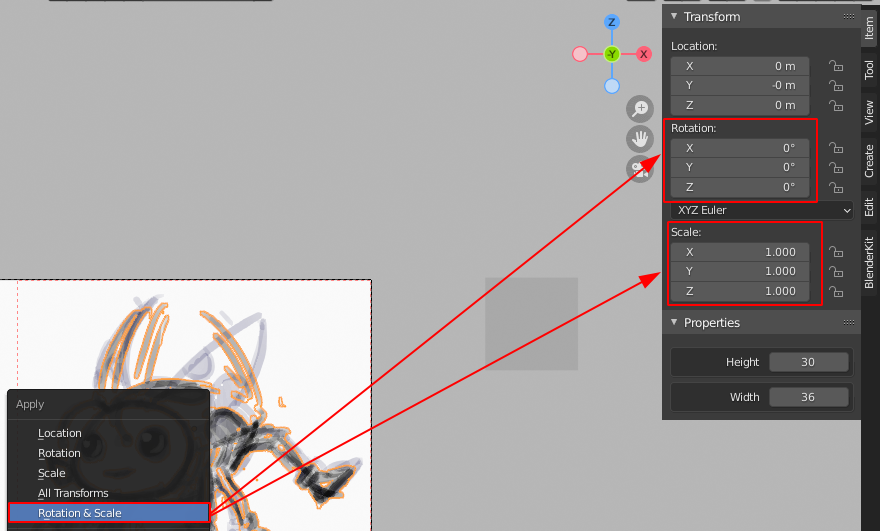 Z
-Y
X
Transform
Location:
X 0 m
Y -0 m
Z 0 m
Rotation:
X 0°
Y 0°
Z 0°
XYZ Euler
Scale:
X 1.000
Y 1.000
Z 1.000
Properties
Height 30
Width 36
Item
Tool
View
Create
Edit
BlenderKit
Apply
Location
Rotation
Scale
All Transforms
Rotation & Scale